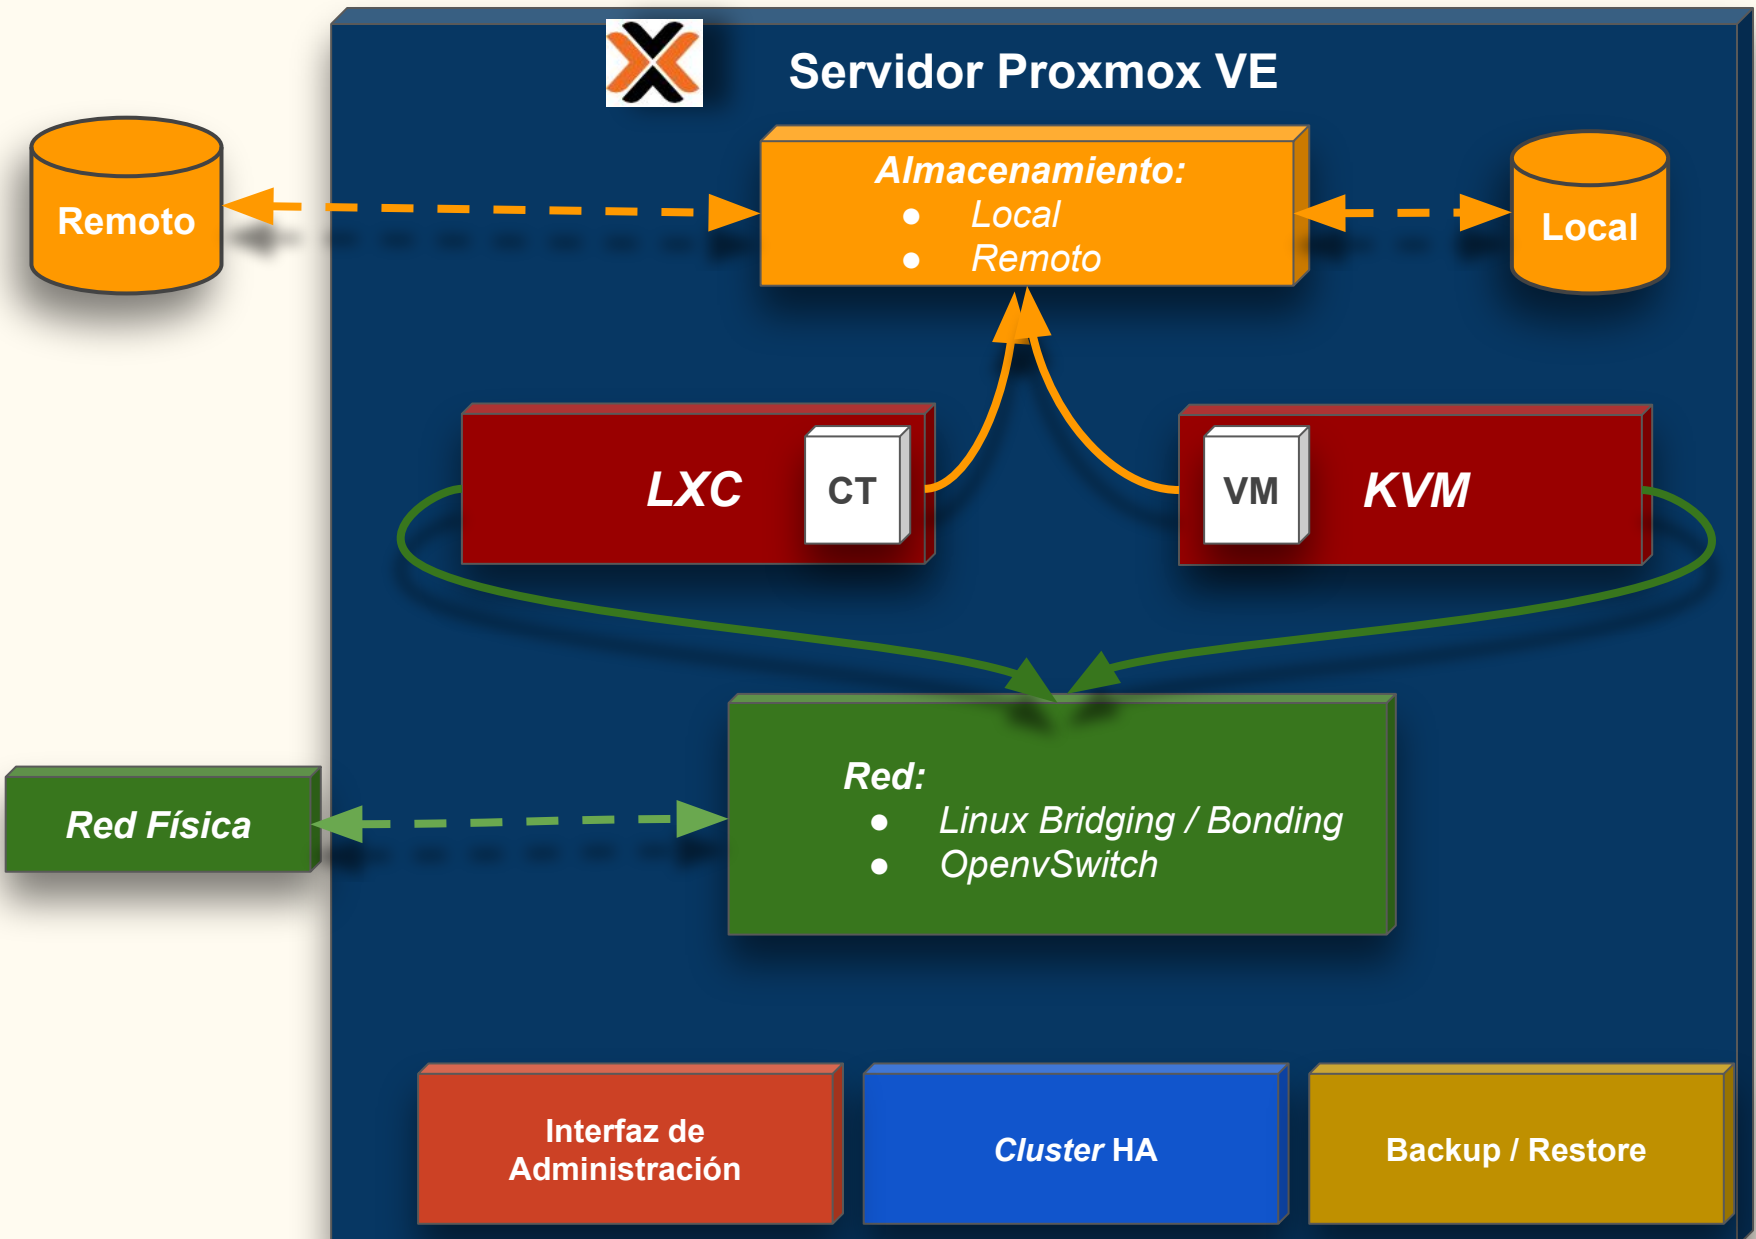 Servidor Proxmox VE
Remoto
Almacenamiento:
● Local
● Remoto
Local
LXC
CT
VM
KVM
Red Física
Red:
● Linux Bridging / Bonding
● OpenvSwitch
Interfaz de
Administración
Cluster HA
Backup / Restore